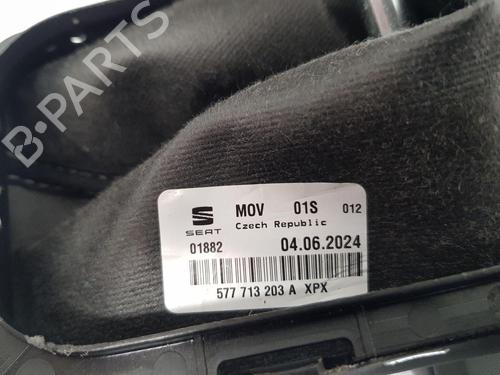 B-PARTS
MOV 01S 012
SEAT Czech Republic
01882 04.06.2024
577 713 203 A XPX